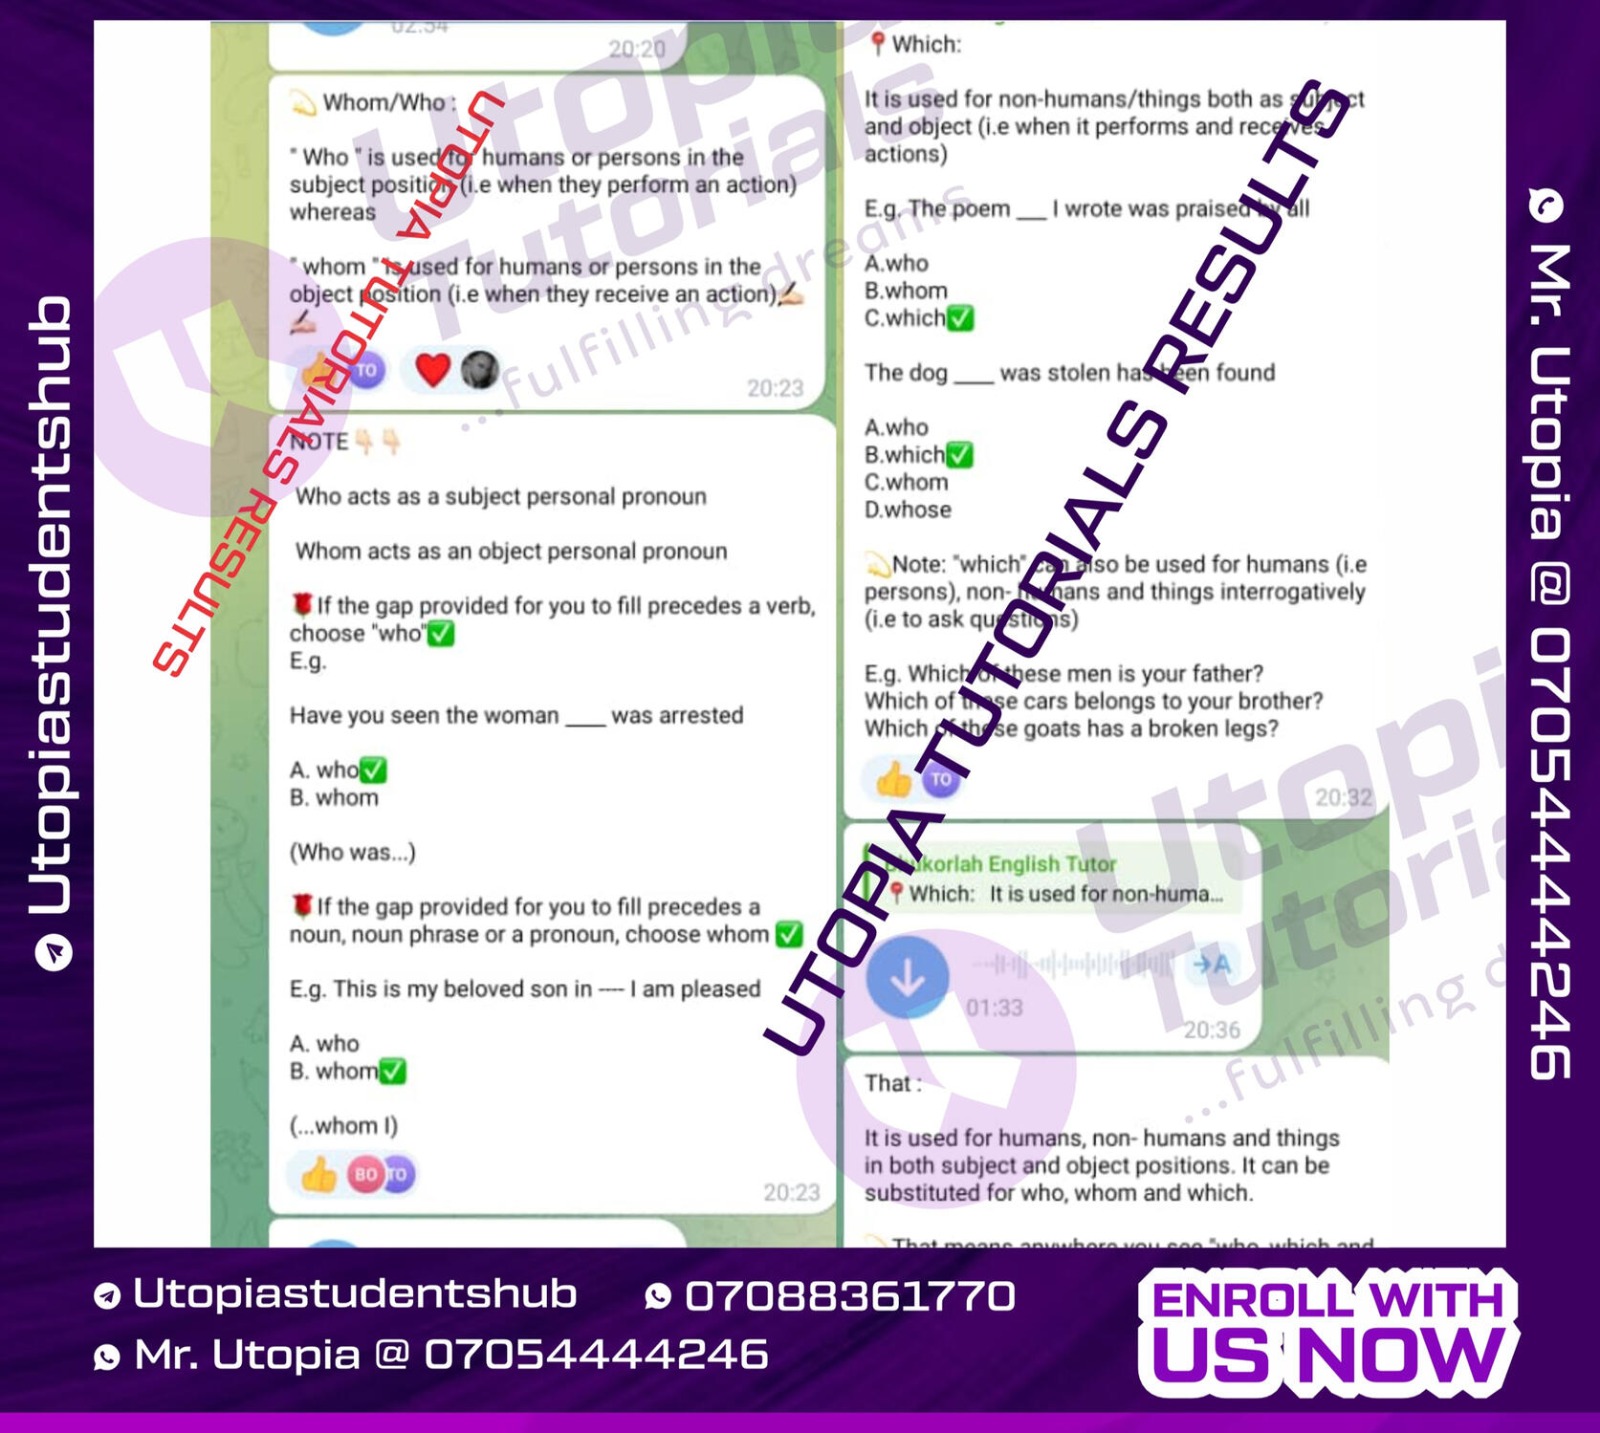 02:54
20:20
Whom/Who :
" Who " is used for humans or persons in the
subject position (i.e when they perform an action)
whereas
" whom " is used for humans or persons in the
object position (i.e when they receive an action)✍🏻
✍🏻
TO
20:23
NOTE👇🏻👇🏻
Who acts as a subject personal pronoun
Whom acts as an object personal pronoun
🌹If the gap provided for you to fill precedes a verb,
choose "who"✅
E.g.
Have you seen the woman ____ was arrested
A. who✅
B. whom
(Who was...)
🌹If the gap provided for you to fill precedes a
noun, noun phrase or a pronoun, choose whom ✅
E.g. This is my beloved son in ---- I am pleased
A. who
B. whom✅
(...whom I)
BO TO
20:23
📍Which:
It is used for non-humans/things both as subject
and object (i.e when it performs and receives
actions)
E.g. The poem ___ I wrote was praised by all
A.who
B.whom
C.which✅
The dog ____ was stolen has been found
A.who
B.which✅
C.whom
D.whose
💫Note: "which" can also be used for humans (i.e
persons), non- humans and things interrogatively
(i.e to ask questions)
E.g. Which of these men is your father?
Which of these cars belongs to your brother?
Which of these goats has a broken legs?
TO
20:32
English Tutor
📍Which: It is used for non-huma...
→A
01:33
20:36
That :
It is used for humans, non- humans and things
in both subject and object positions. It can be
substituted for who, whom and which.
That means anywhere you see "who, which and
Utopia
Tutorials
...fulfilling dreams
Utopi
Tutoria
...fulfilling d
UTOPIA TUTORIALS RESULTS
UTOPIA TUTORIALS RESULTS
Utopiastudentshub
Mr. Utopia @ 07054444246
Utopiastudentshub
07088361770
Mr. Utopia @ 07054444246
ENROLL WITH
US NOW